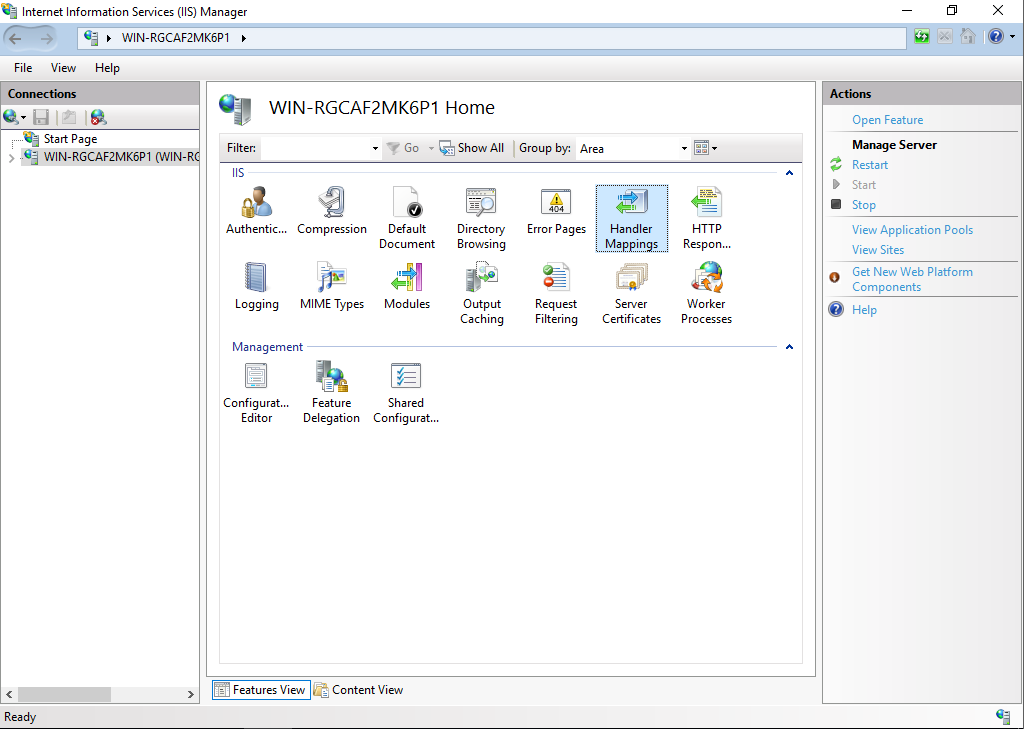 Internet Information Services (IIS) Manager
WIN-RGCAF2MK6P1
File View Help
Connections
Start Page
WIN-RGCAF2MK6P1 (WIN-RG
WIN-RGCAF2MK6P1 Home
Filter: Go Show All Group by: Area
IIS
Authentic... Compression Default Document Directory Browsing Error Pages Handler Mappings HTTP Respon...
404
Logging MIME Types Modules Output Caching Request Filtering Server Certificates Worker Processes
Management
Configurat... Editor Feature Delegation Shared Configurat...
Features View Content View
Actions
Open Feature
Manage Server
Restart
Start
Stop
View Application Pools
View Sites
Get New Web Platform
Components
Help
Ready